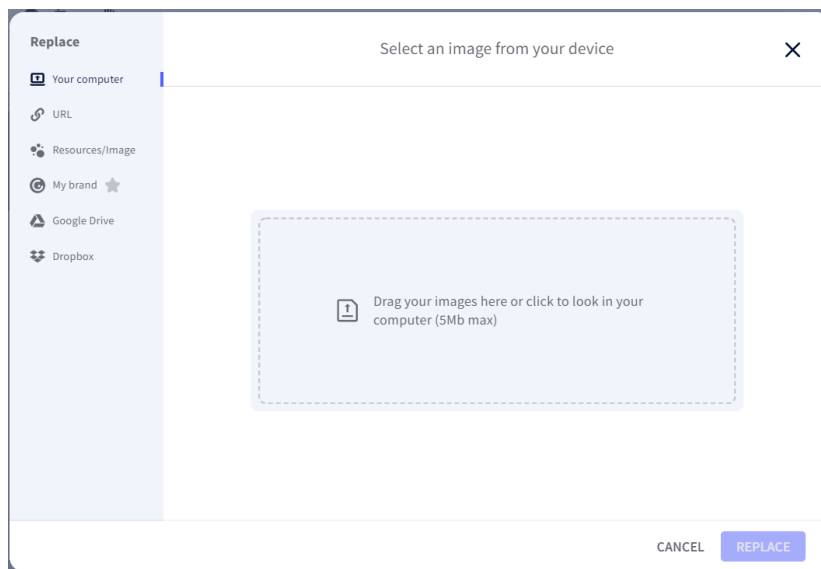 Replace
Select an image from your device
Your computer
URL
Resources/Image
My brand
Google Drive
Dropbox
Drag your images here or click to look in your
computer (5Mb max)
CANCEL
REPLACE